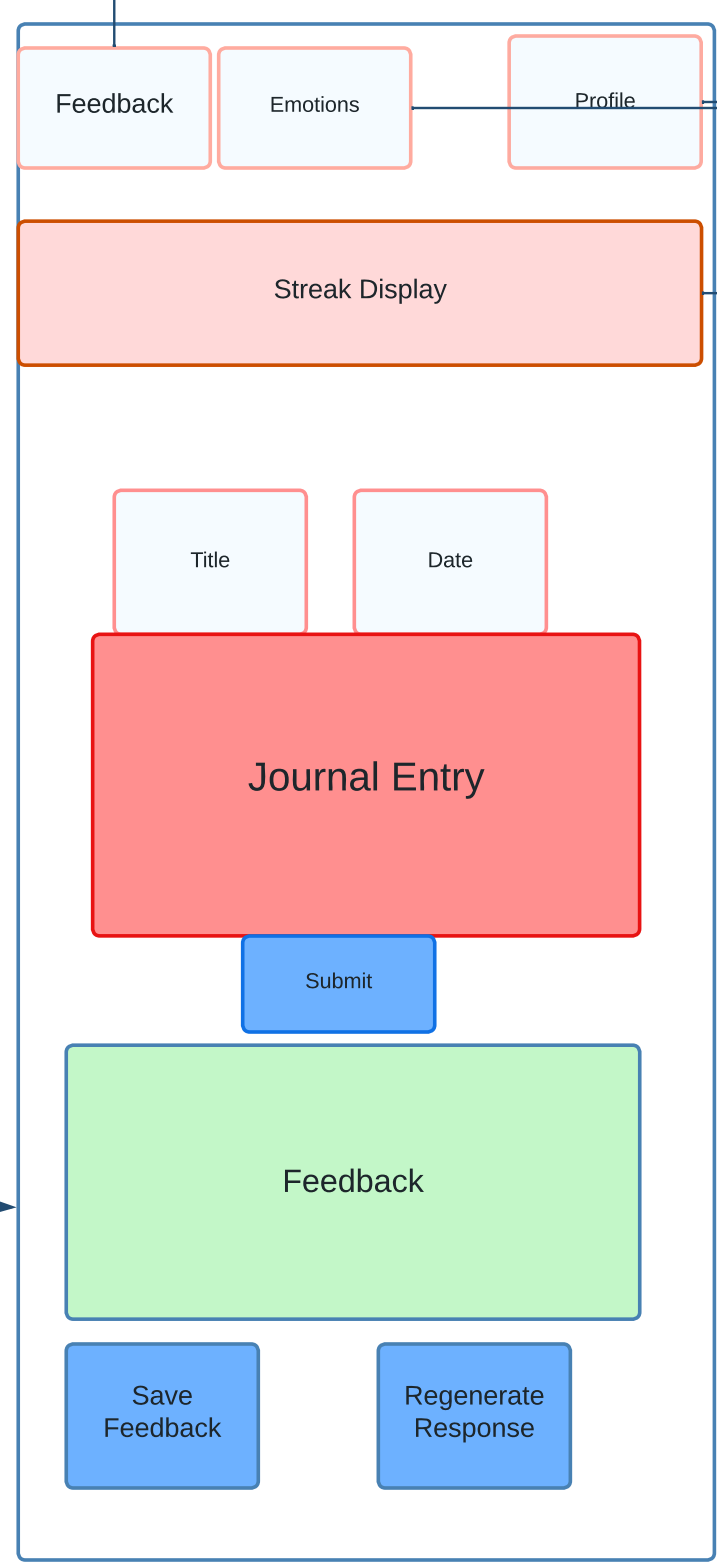 Feedback
Emotions
Profile
Streak Display
Title
Date
Journal Entry
Submit
Feedback
Save
Feedback
Regenerate
Response